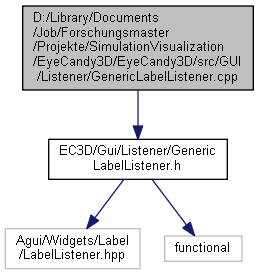 D:/Library/Documents
/Job/Forschungsmaster
/Projekte/SimulationVisualization
/EyeCandy3D/EyeCandy3D/src/GUI
/Listener/GenericLabelListener.cpp
EC3D/Gui/Listener/Generic
LabelListener.h
Agui/Widgets/Label
/LabelListener.hpp
functional